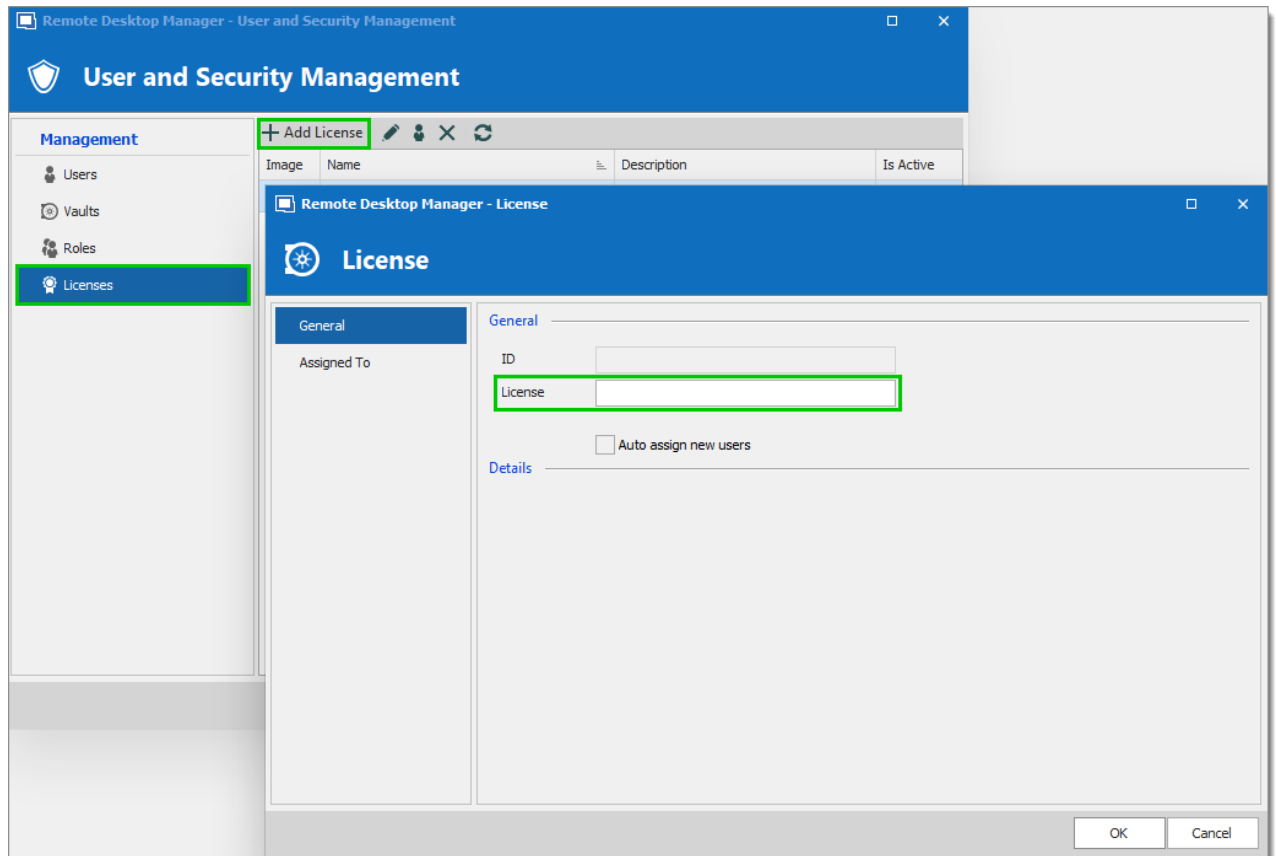 Remote Desktop Manager - User and Security Management
User and Security Management
Management
Users
Vaults
Roles
Licenses
Add License
Image Name Description Is Active
Remote Desktop Manager - License
License
General
Assigned To
General
ID
License
Auto assign new users
Details
OK Cancel